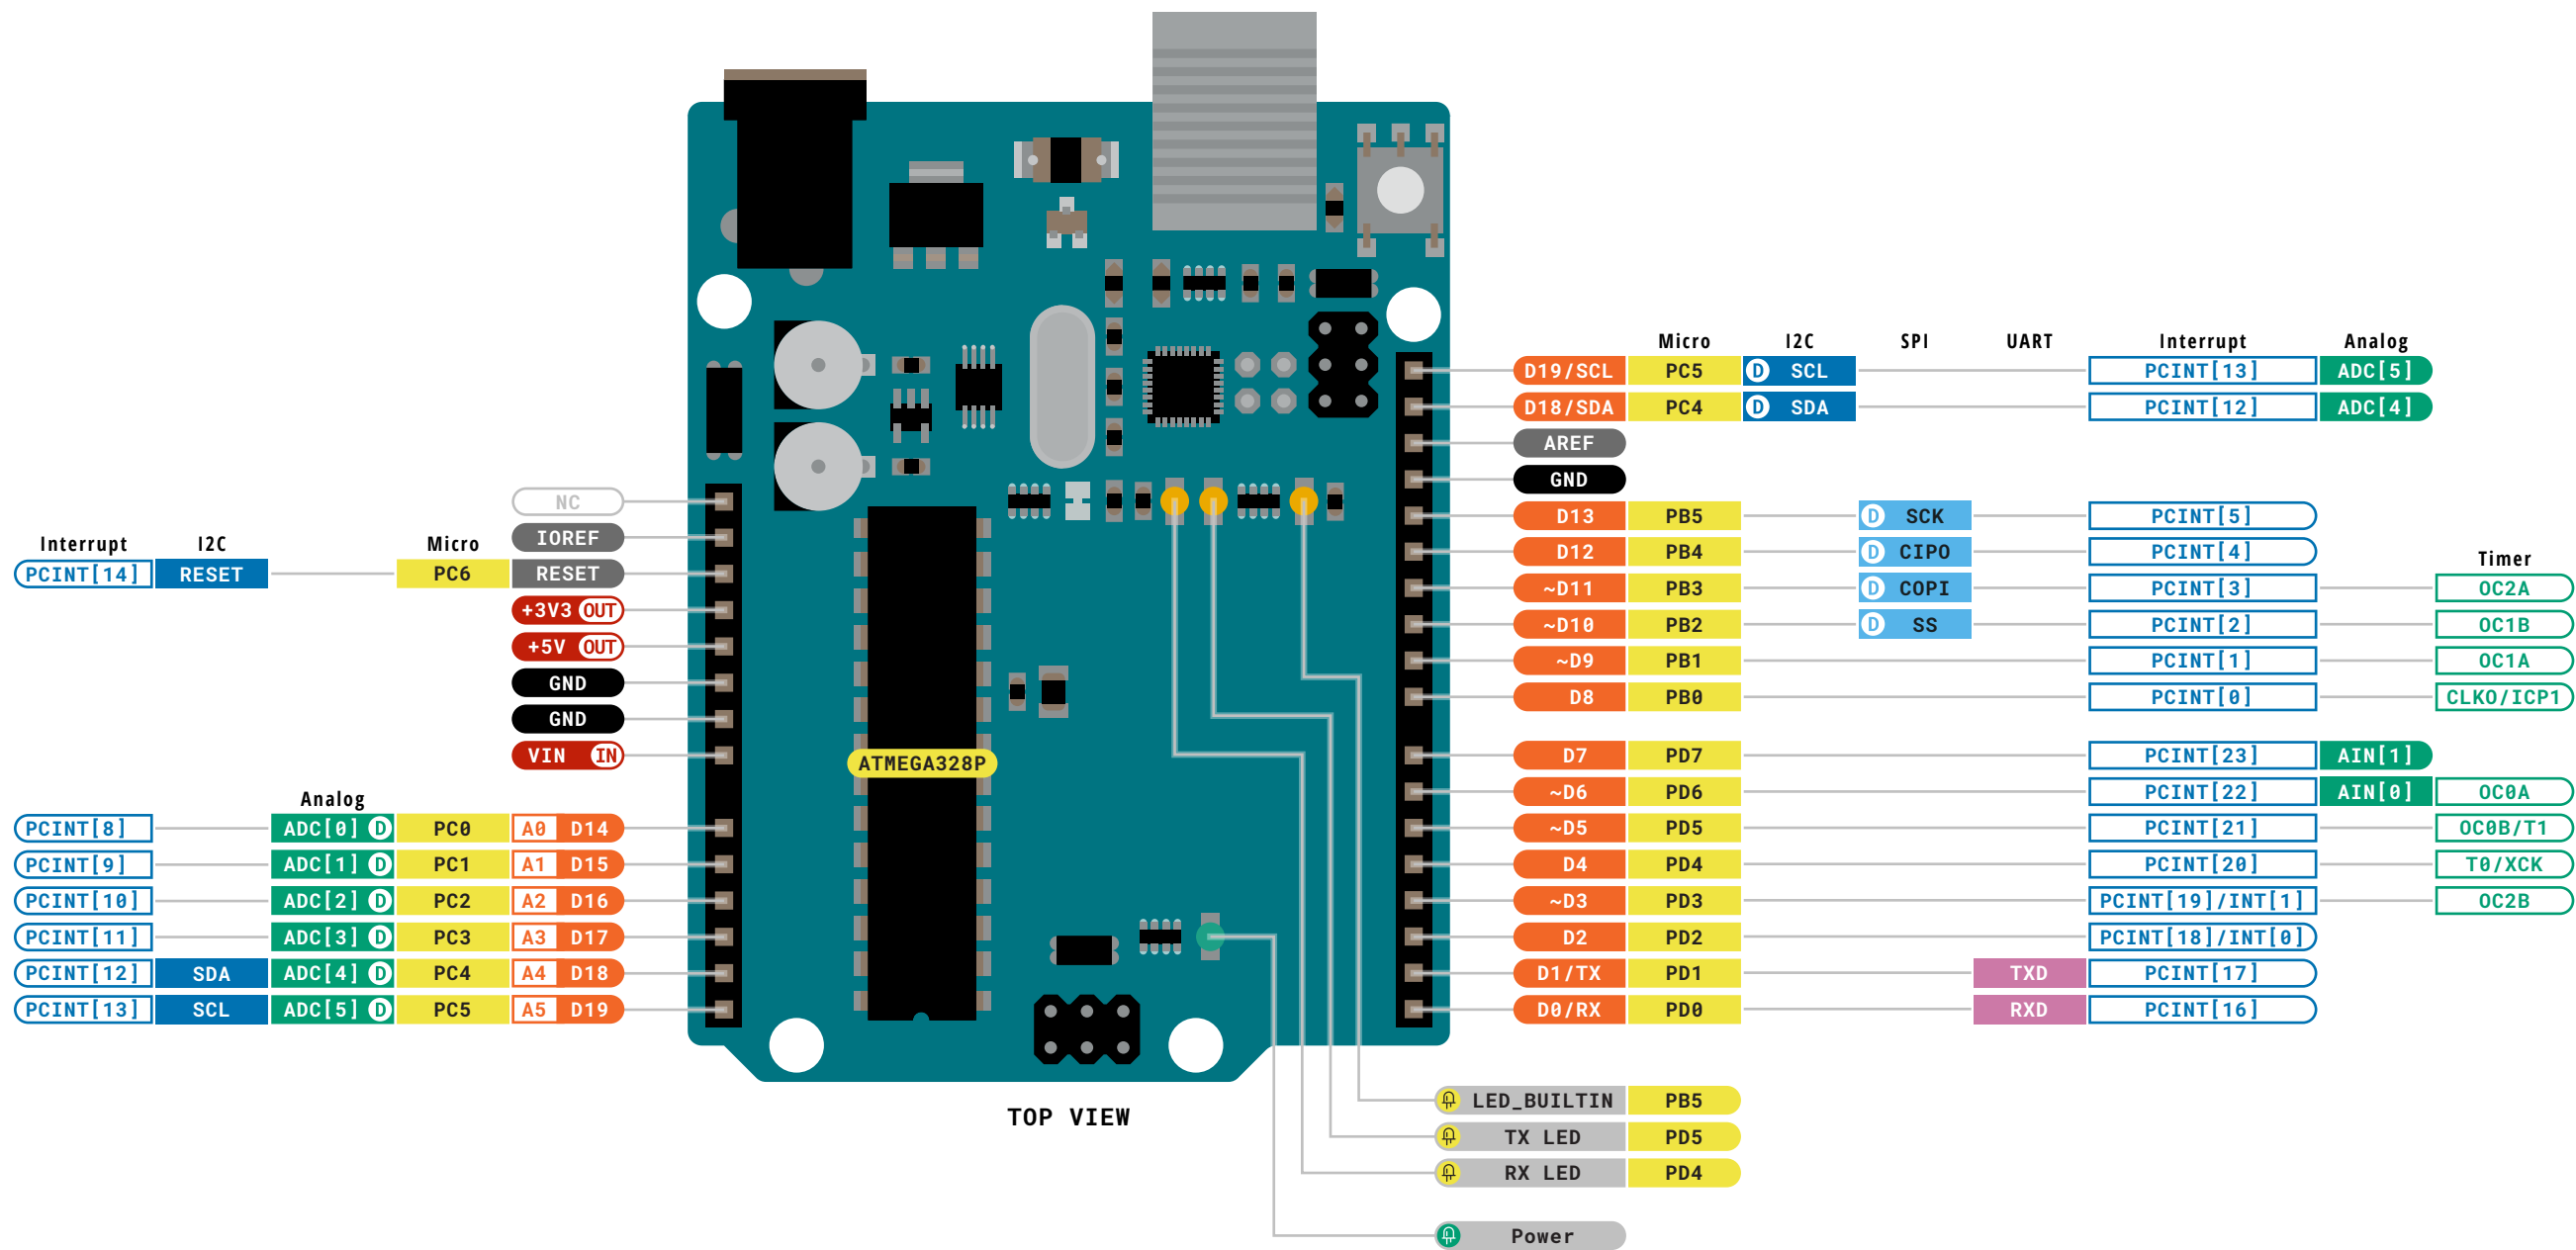 Micro I2C SPI UART Interrupt Analog
D19/SCL PC5 D SCL PCINT[13] ADC[5]
D18/SDA PC4 D SDA PCINT[12] ADC[4]
AREF
GND
NC
D13 PB5 D SCK PCINT[5]
IOREF
Interrupt I2C Micro
D12 PB4 D CIPO PCINT[4]
Timer
PCINT[14] RESET PC6 RESET
~D11 PB3 D COPI PCINT[3] OC2A
+3V3 OUT
~D10 PB2 D SS PCINT[2] OC1B
+5V OUT
~D9 PB1 PCINT[1] OC1A
GND
D8 PB0 PCINT[0] CLKO/ICP1
GND
VIN IN
ATMEGA328P
D7 PD7 PCINT[23] AIN[1]
~D6 PD6 PCINT[22] AIN[0] OC0A
Analog
PCINT[8] ADC[0] D PC0 A0 D14
~D5 PD5 PCINT[21] OC0B/T1
PCINT[9] ADC[1] D PC1 A1 D15
D4 PD4 PCINT[20] T0/XCK
PCINT[10] ADC[2] D PC2 A2 D16
~D3 PD3 PCINT[19]/INT[1] OC2B
PCINT[11] ADC[3] D PC3 A3 D17
D2 PD2 PCINT[18]/INT[0]
PCINT[12] SDA ADC[4] D PC4 A4 D18
D1/TX PD1 TXD PCINT[17]
PCINT[13] SCL ADC[5] D PC5 A5 D19
D0/RX PD0 RXD PCINT[16]
TOP VIEW
LED_BUILTIN PB5
TX LED PD5
RX LED PD4
Power